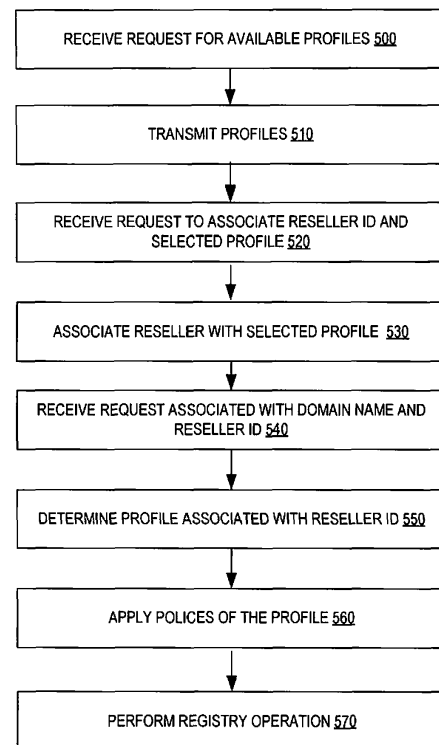 RECEIVE REQUEST FOR AVAILABLE PROFILES 500
TRANSMIT PROFILES 510
RECEIVE REQUEST TO ASSOCIATE RESELLER ID AND
SELECTED PROFILE 520
ASSOCIATE RESELLER WITH SELECTED PROFILE 530
RECEIVE REQUEST ASSOCIATED WITH DOMAIN NAME AND
RESELLER ID 540
DETERMINE PROFILE ASSOCIATED WITH RESELLER ID 550
APPLY POLICES OF THE PROFILE 560
PERFORM REGISTRY OPERATION 570